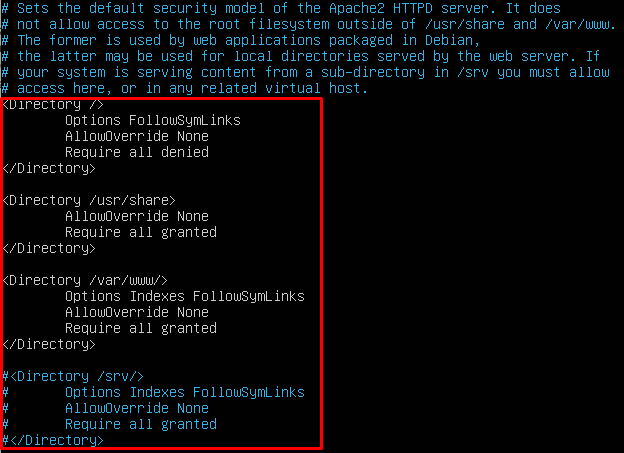 # Sets the default security model of the Apache2 HTTPD server. It does
# not allow access to the root filesystem outside of /usr/share and /var/www.
# The former is used by web applications packaged in Debian,
# the latter may be used for local directories served by the web server. If
# your system is serving content from a sub-directory in /srv you must allow
# access here, or in any related virtual host.
<Directory />
        Options FollowSymLinks
        AllowOverride None
        Require all denied
</Directory>

<Directory /usr/share>
        AllowOverride None
        Require all granted
</Directory>

<Directory /var/www/>
        Options Indexes FollowSymLinks
        AllowOverride None
        Require all granted
</Directory>

#<Directory /srv/>
#       Options Indexes FollowSymLinks
#       AllowOverride None
#       Require all granted
#</Directory>